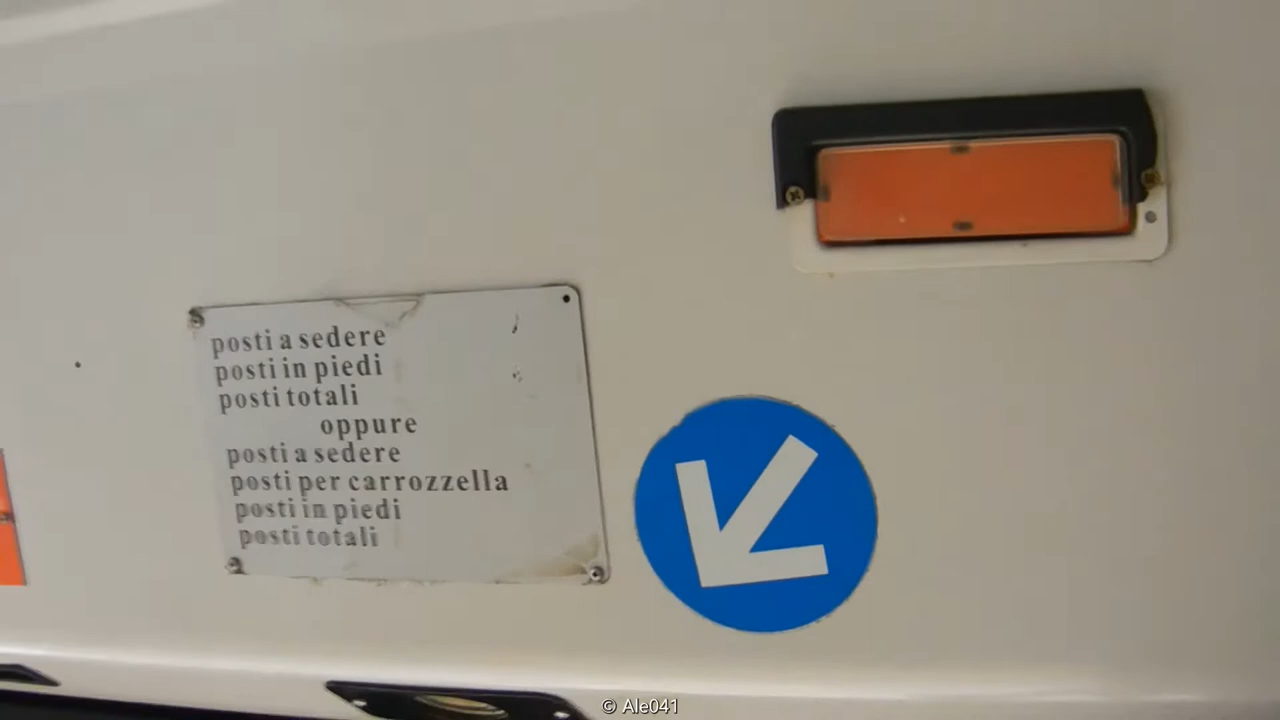 posti a sedere
posti in piedi
posti totali
oppure
posti a sedere
posti per carrozzella
posti in piedi
posti totali
© Ale041